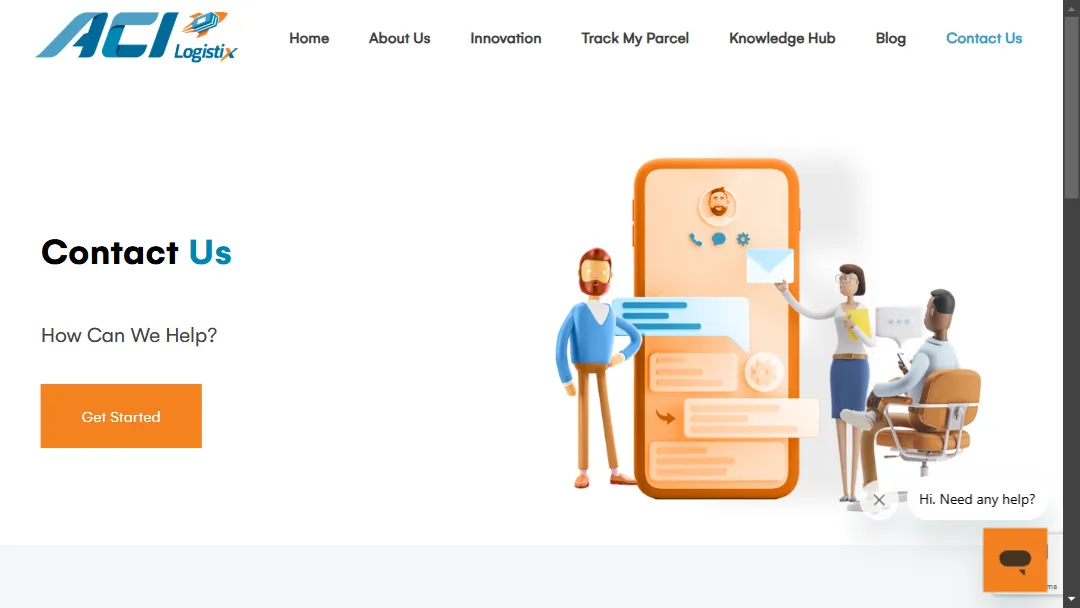 ACI
Logistix
Home
About Us
Innovation
Track My Parcel
Knowledge Hub
Blog
Contact Us
Contact Us
How Can We Help?
Get Started
Hi. Need any help?